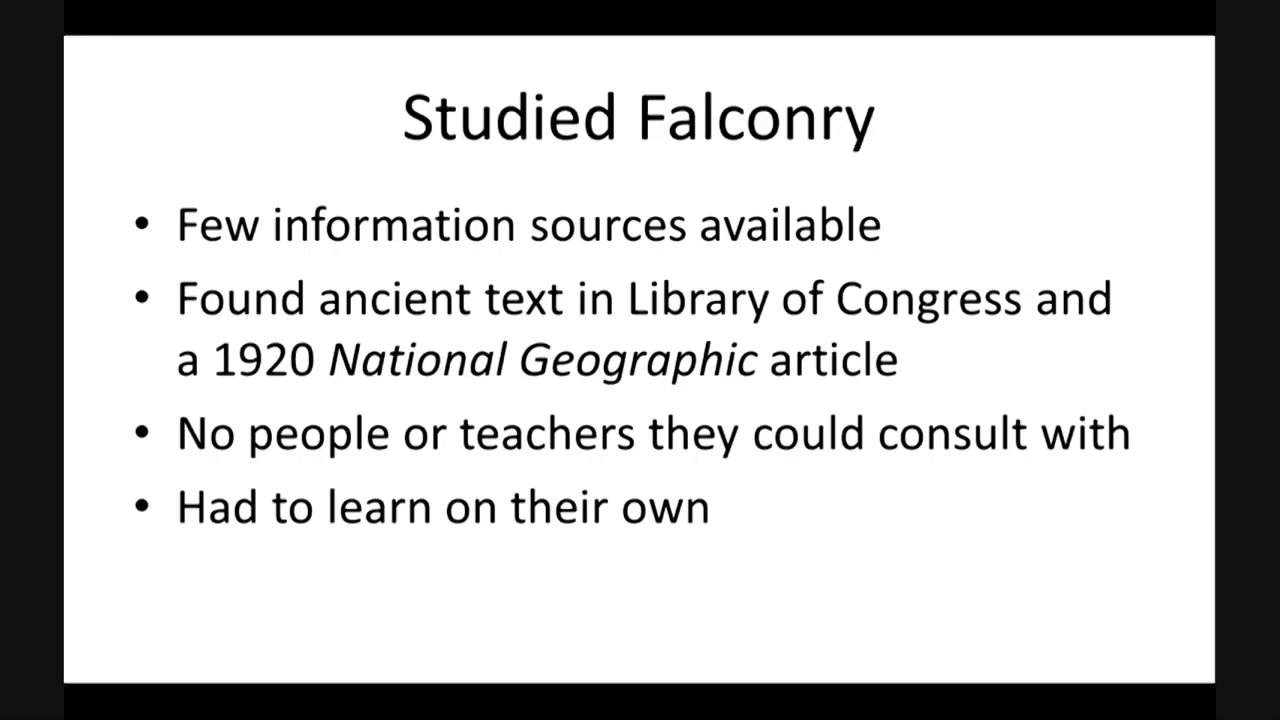 Studied Falconry
• Few information sources available
• Found ancient text in Library of Congress and
a 1920 National Geographic article
• No people or teachers they could consult with
• Had to learn on their own